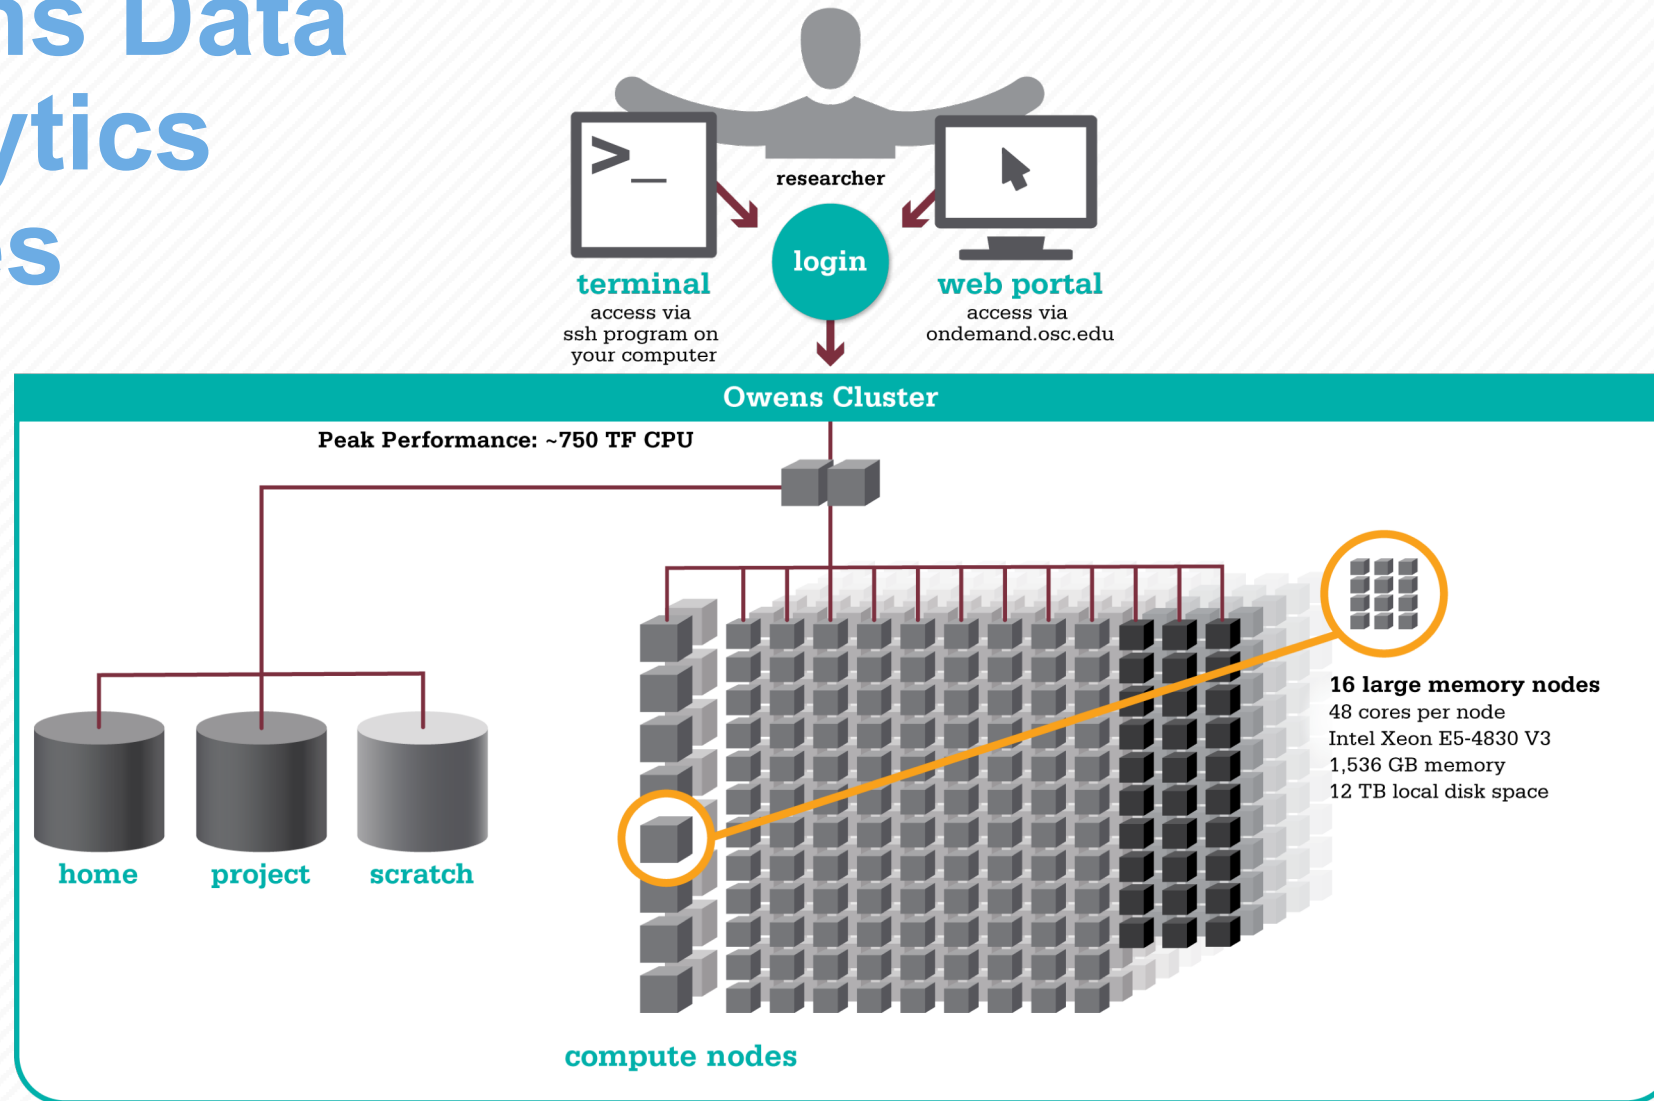 ns Data
ytics
es
>_
researcher
login
terminal
access via
ssh program on
your computer
web portal
access via
ondemand.osc.edu
Owens Cluster
Peak Performance: ~750 TF CPU
16 large memory nodes
48 cores per node
Intel Xeon E5-4830 V3
1,536 GB memory
12 TB local disk space
home
project
scratch
compute nodes